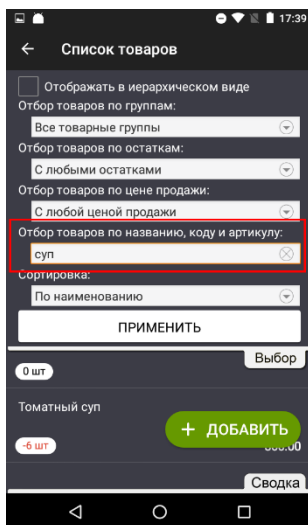 17:39
Список товаров
Отображать в иерархическом виде
Отбор товаров по группам:
Все товарные группы
Отбор товаров по остаткам:
С любыми остатками
Отбор товаров по цене продажи:
С любой ценой продажи
Отбор товаров по названию, коду и артикулу:
суп
Сортировка:
По наименованию
ПРИМЕНИТЬ
Выбор
0 шт
Томатный суп
+ ДОБАВИТЬ
-6 шт
Сводка